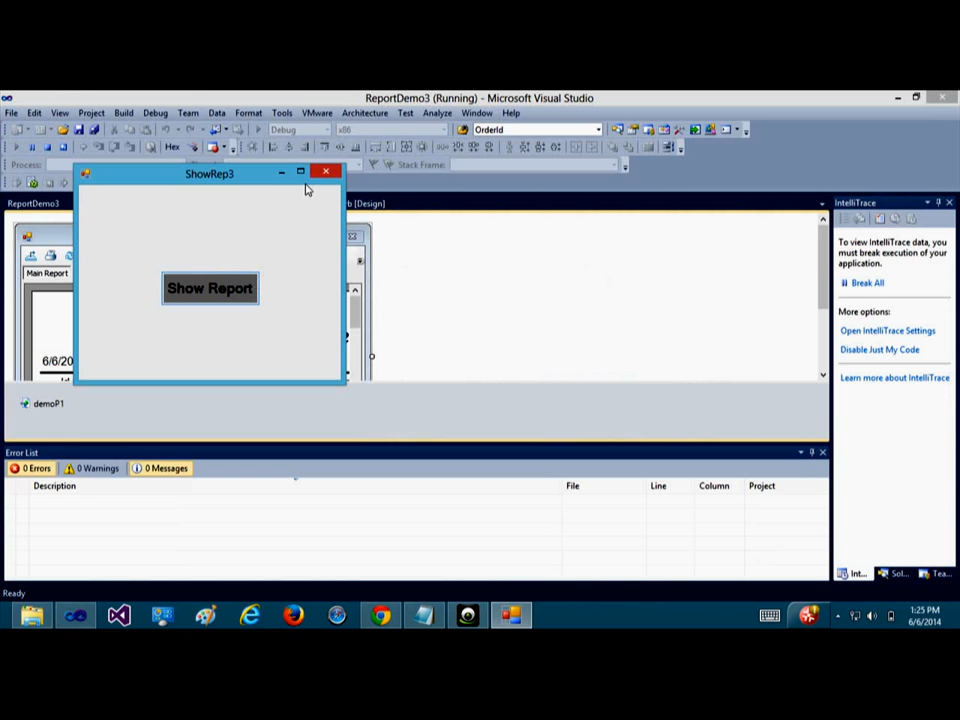 ReportDemo3 (Running) - Microsoft Visual Studio
File Edit View Project Build Debug Team Data Format Tools VMware Architecture Test Analyze Window Help
Debug x86 OrderId
Hex
Process: Stack Frame:
ShowRep3
ReportDemo3 b [Design] IntelliTrace
To view IntelliTrace data, you
must break execution of your
application.
Main Report
Break All
Show Report
More options:
Open IntelliTrace Settings
Disable Just My Code
6/6/20
Learn more about IntelliTrace
demoP1
Error List
0 Errors 0 Warnings 0 Messages
Description File Line Column Project
Int... Sol... Tea...
Ready
1:25 PM
6/6/2014